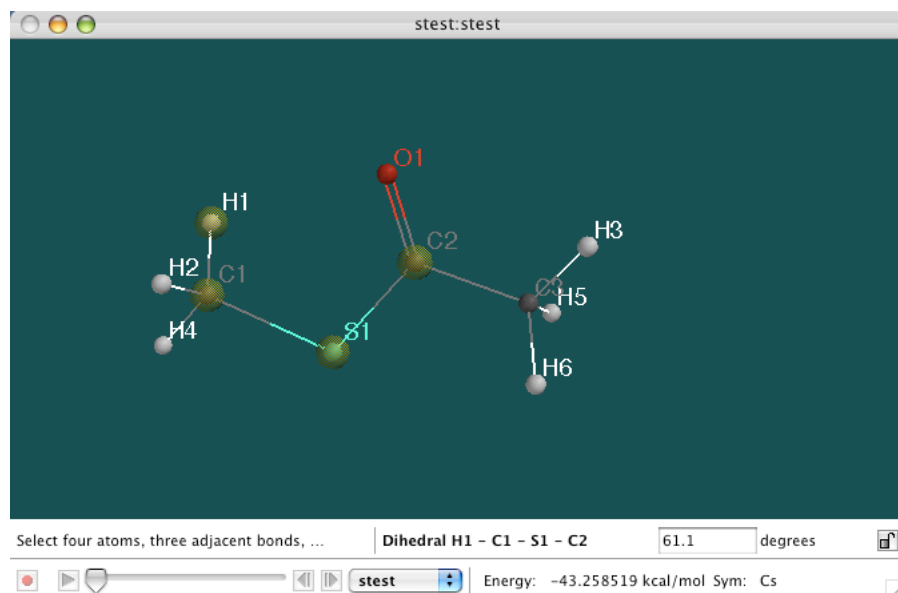 stest:stest
O1
H1
C2
H3
H2
C1
C3
H5
H4
S1
H6
Select four atoms, three adjacent bonds, ...
Dihedral H1 - C1 - S1 - C2
61.1
degrees
stest
Energy: -43.258519 kcal/mol Sym: Cs